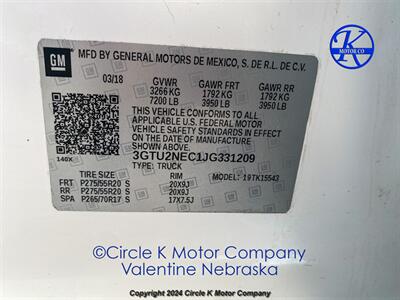 GM
MFD BY GENERAL MOTORS DE MEXICO, S. DE R.L. DE C.V.
K
MOTOR CO
03/18 GVWR GAWR FRT GAWR RR
3266 KG 1792 KG 1792 KG
7200 LB 3950 LB 3950 LB
THIS VEHICLE CONFORMS TO ALL
APPLICABLE U.S. FEDERAL MOTOR
VEHICLE SAFETY STANDARDS IN
EFFECT ON THE DATE OF
MANUFACTURE SHOWN ABOVE.
3GTU2NEC1JG331209
140X TYPE: TRUCK MODEL: 19TK15543
TIRE SIZE RIM
FRT P275/55R20 S 20X9J
RR P275/55R20 S 20X9J
SPA P265/70R17 S 17X7.5J
©Circle K Motor Company
Valentine Nebraska
Copyright 2024 Circle K Motor Company